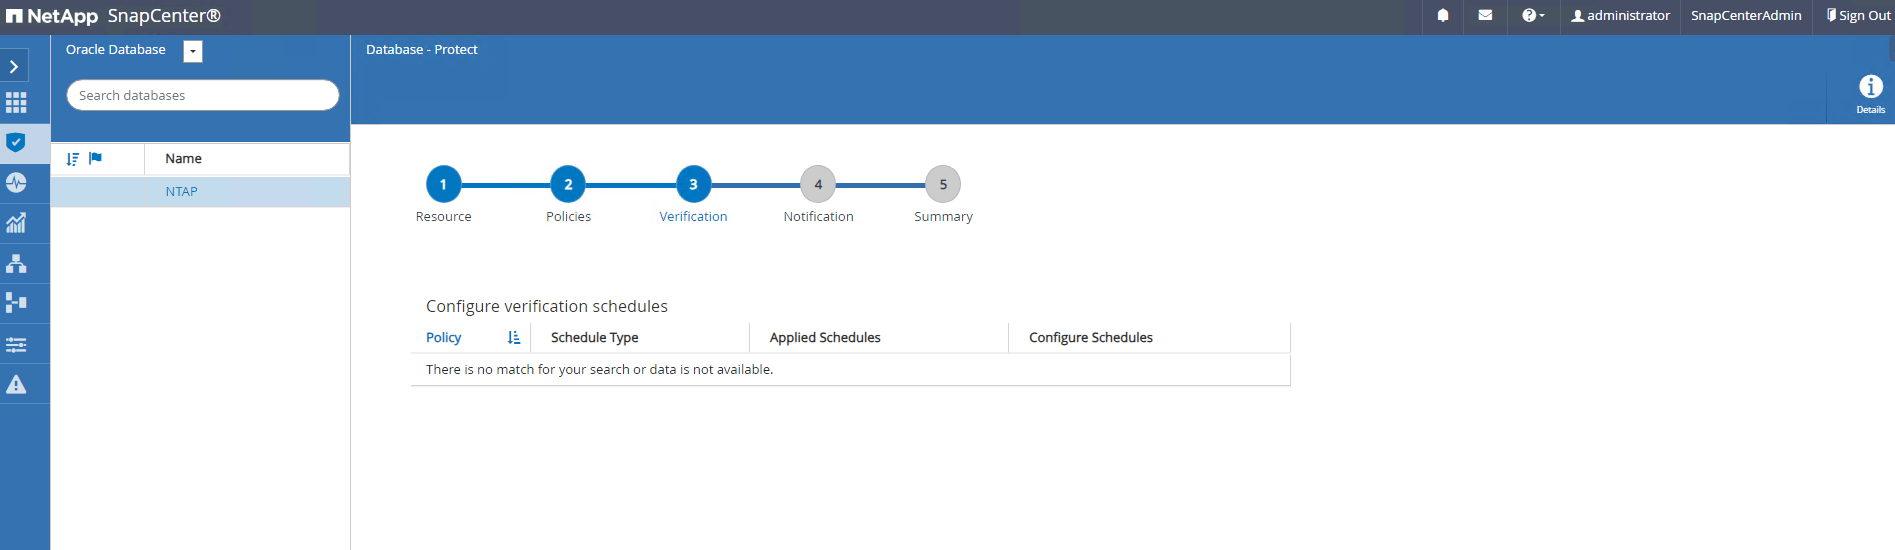 NetApp SnapCenter®
administrator SnapCenterAdmin Sign Out
Oracle Database
Search databases
Name
NTAP
Database - Protect
Details
1 2 3 4 5
Resource Policies Verification Notification Summary
Configure verification schedules
Policy Schedule Type Applied Schedules Configure Schedules
There is no match for your search or data is not available.